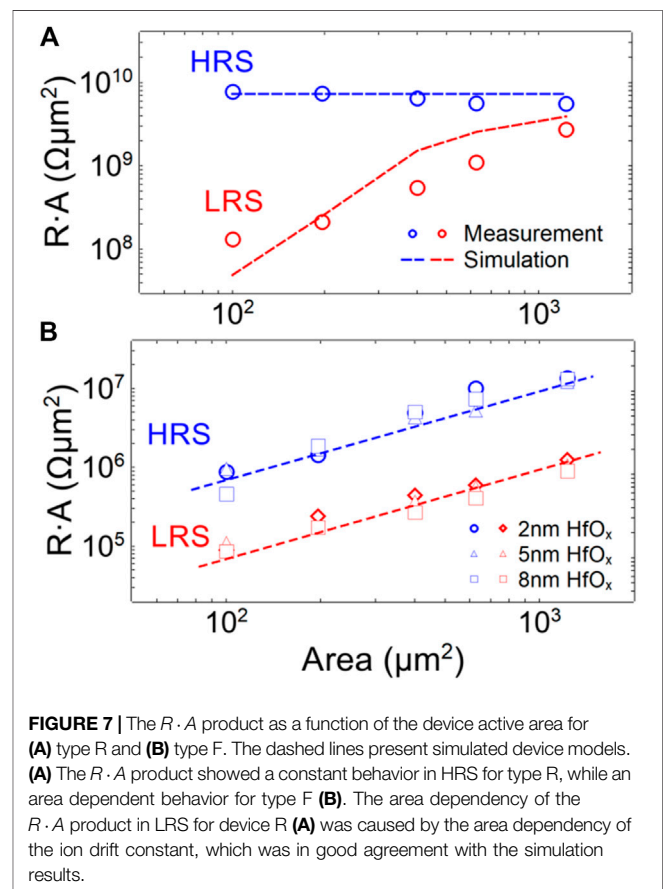 A
HRS
LRS
R·A (Ωμm²)
10¹⁰
10⁹
10⁸
Measurement
Simulation
10² 10³
B
HRS
LRS
R·A (Ωμm²)
10⁷
10⁶
10⁵
2nm HfOₓ
5nm HfOₓ
8nm HfOₓ
10² 10³
Area (μm²)
FIGURE 7 | The R · A product as a function of the device active area for
(A) type R and (B) type F. The dashed lines present simulated device models.
(A) The R · A product showed a constant behavior in HRS for type R, while an
area dependent behavior for type F (B). The area dependency of the
R · A product in LRS for device R (A) was caused by the area dependency of
the ion drift constant, which was in good agreement with the simulation
results.